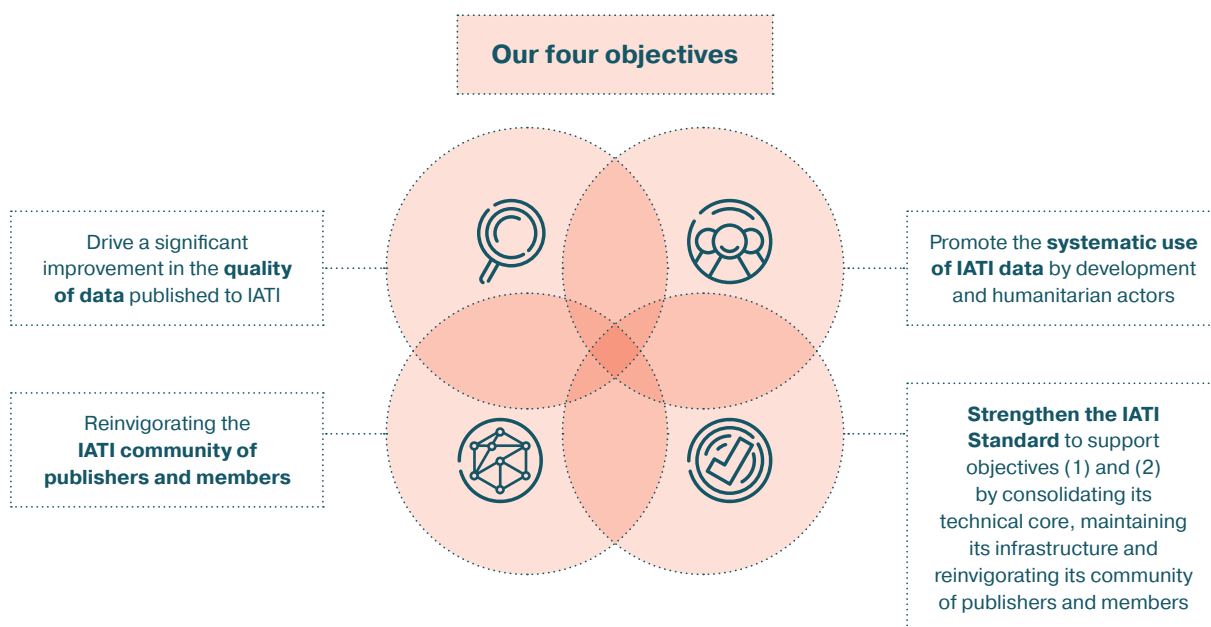 Our four objectives
Drive a significant
improvement in the quality
of data published to IATI
Promote the systematic use
of IATI data by development
and humanitarian actors
Reinvigorating the
IATI community of
publishers and members
Strengthen the IATI
Standard to support
objectives (1) and (2)
by consolidating its
technical core, maintaining
its infrastructure and
reinvigorating its community
of publishers and members